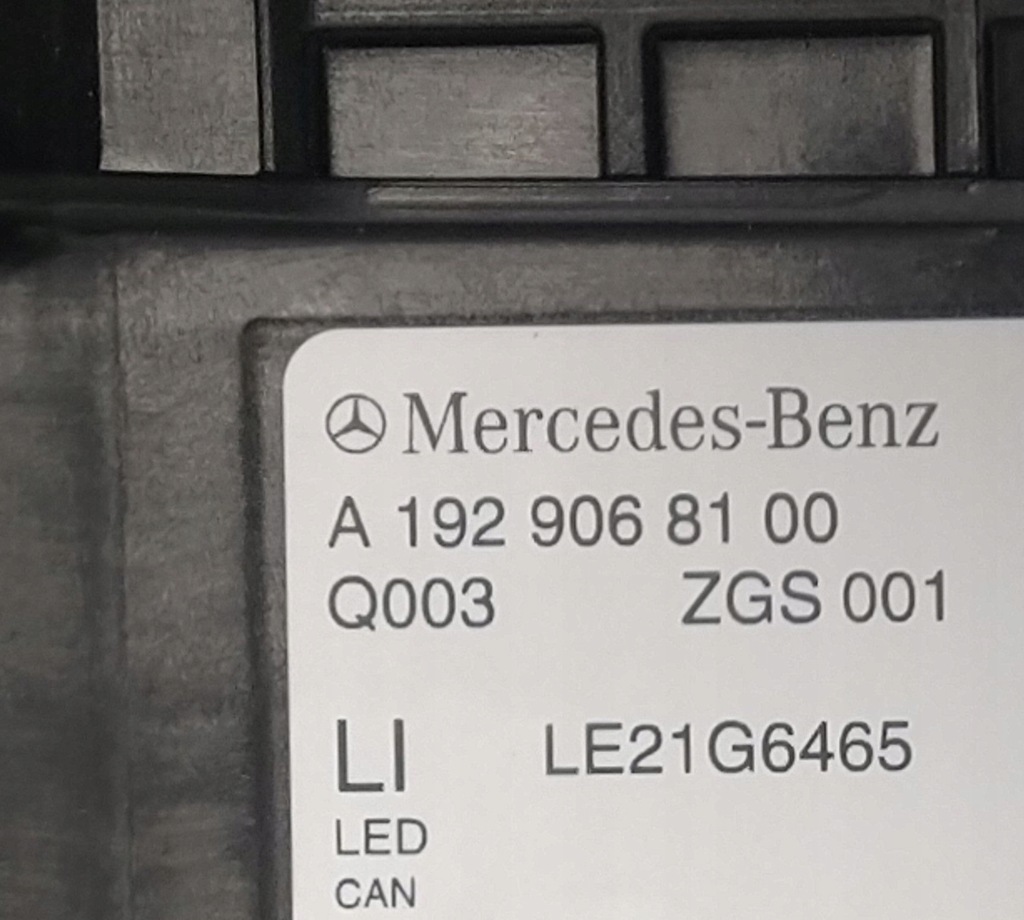 Mercedes-Benz
A 192 906 81 00
Q003 ZGS 001
LI LE21G6465
LED
CAN